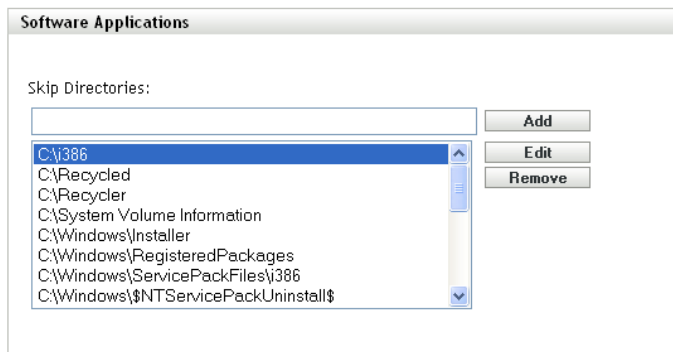 Software Applications
Skip Directories:
Add
C:\i386
Edit
C:\Recycled
Remove
C:\Recycler
C:\System Volume Information
C:\Windows\Installer
C:\Windows\RegisteredPackages
C:\Windows\ServicePackFiles\i386
C:\Windows\$NTServicePackUninstall$